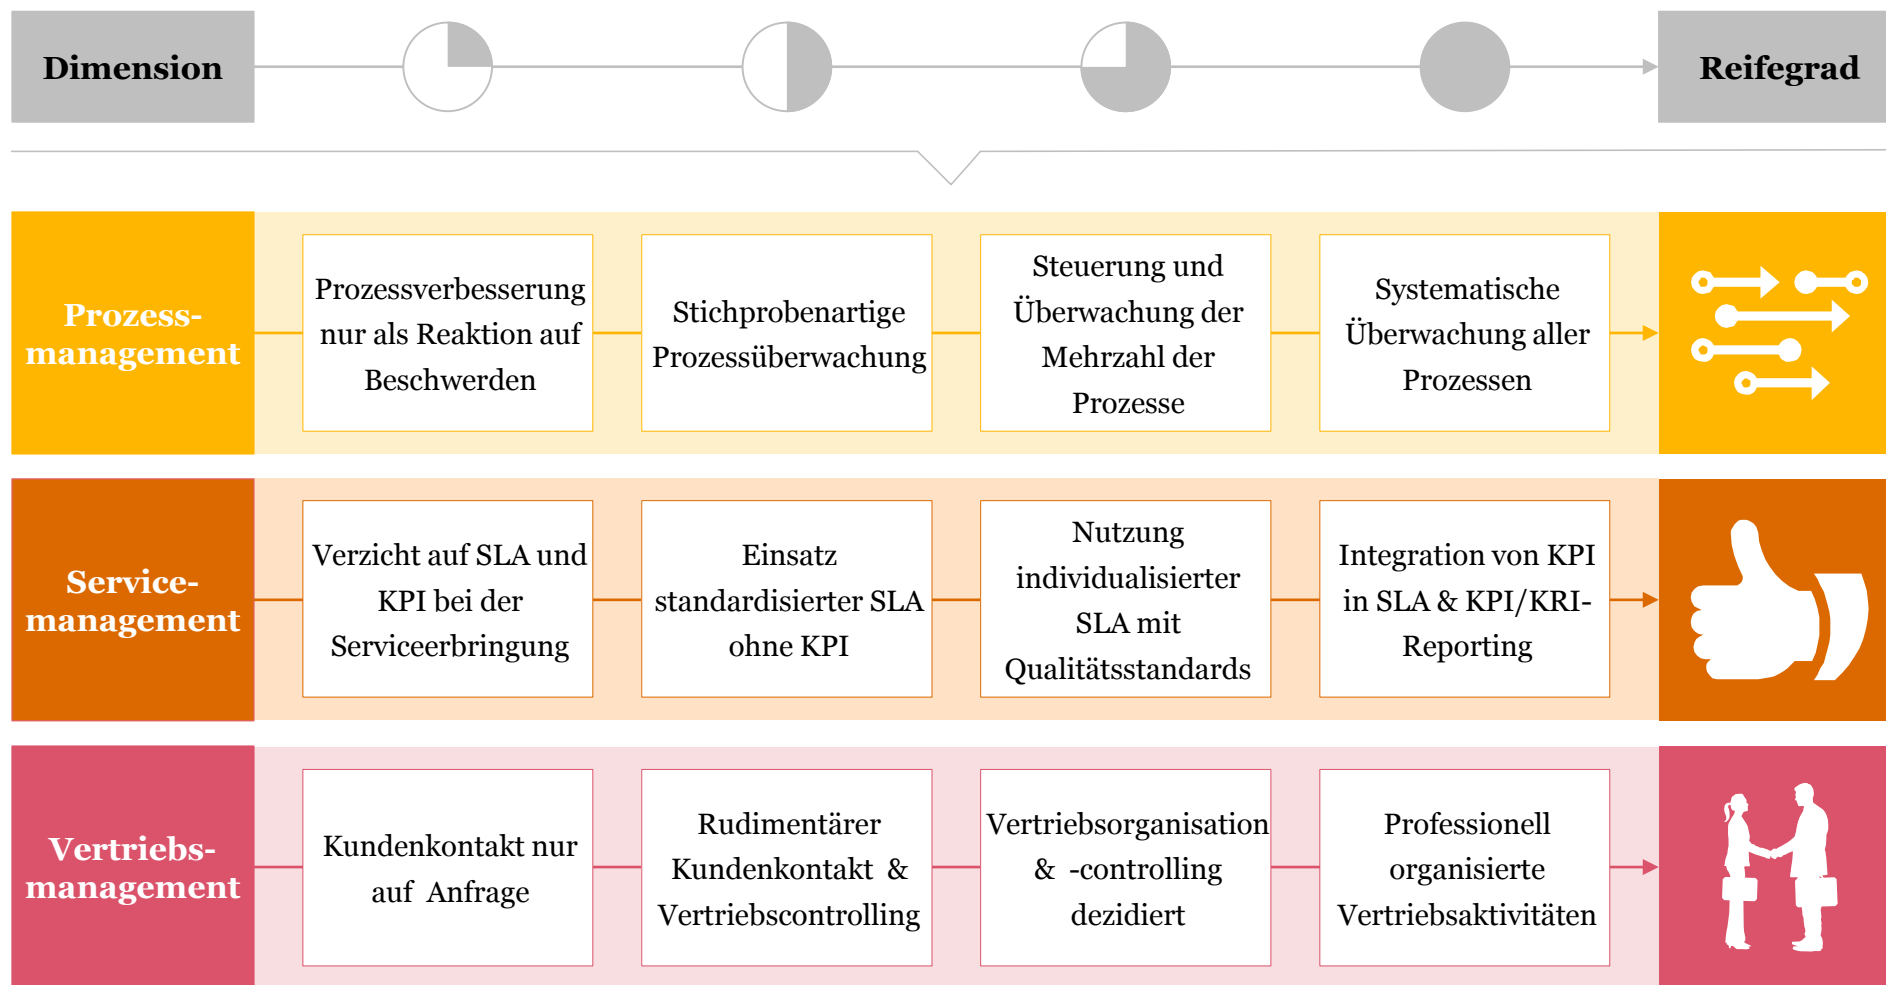 Dimension
Reifegrad
Prozess-
management
Prozessverbesserung
nur als Reaktion auf
Beschwerden
Stichprobenartige
Prozessüberwachung
Steuerung und
Überwachung der
Mehrzahl der
Prozesse
Systematische
Überwachung aller
Prozessen
Service-
management
Verzicht auf SLA und
KPI bei der
Serviceerbringung
Einsatz
standardisierter SLA
ohne KPI
Nutzung
individualisierter
SLA mit
Qualitätsstandards
Integration von KPI
in SLA & KPI/KRI-
Reporting
Vertriebs-
management
Kundenkontakt nur
auf Anfrage
Rudimentärer
Kundenkontakt &
Vertriebscontrolling
Vertriebsorganisation
& -controlling
dezidiert
Professionell
organisierte
Vertriebsaktivitäten